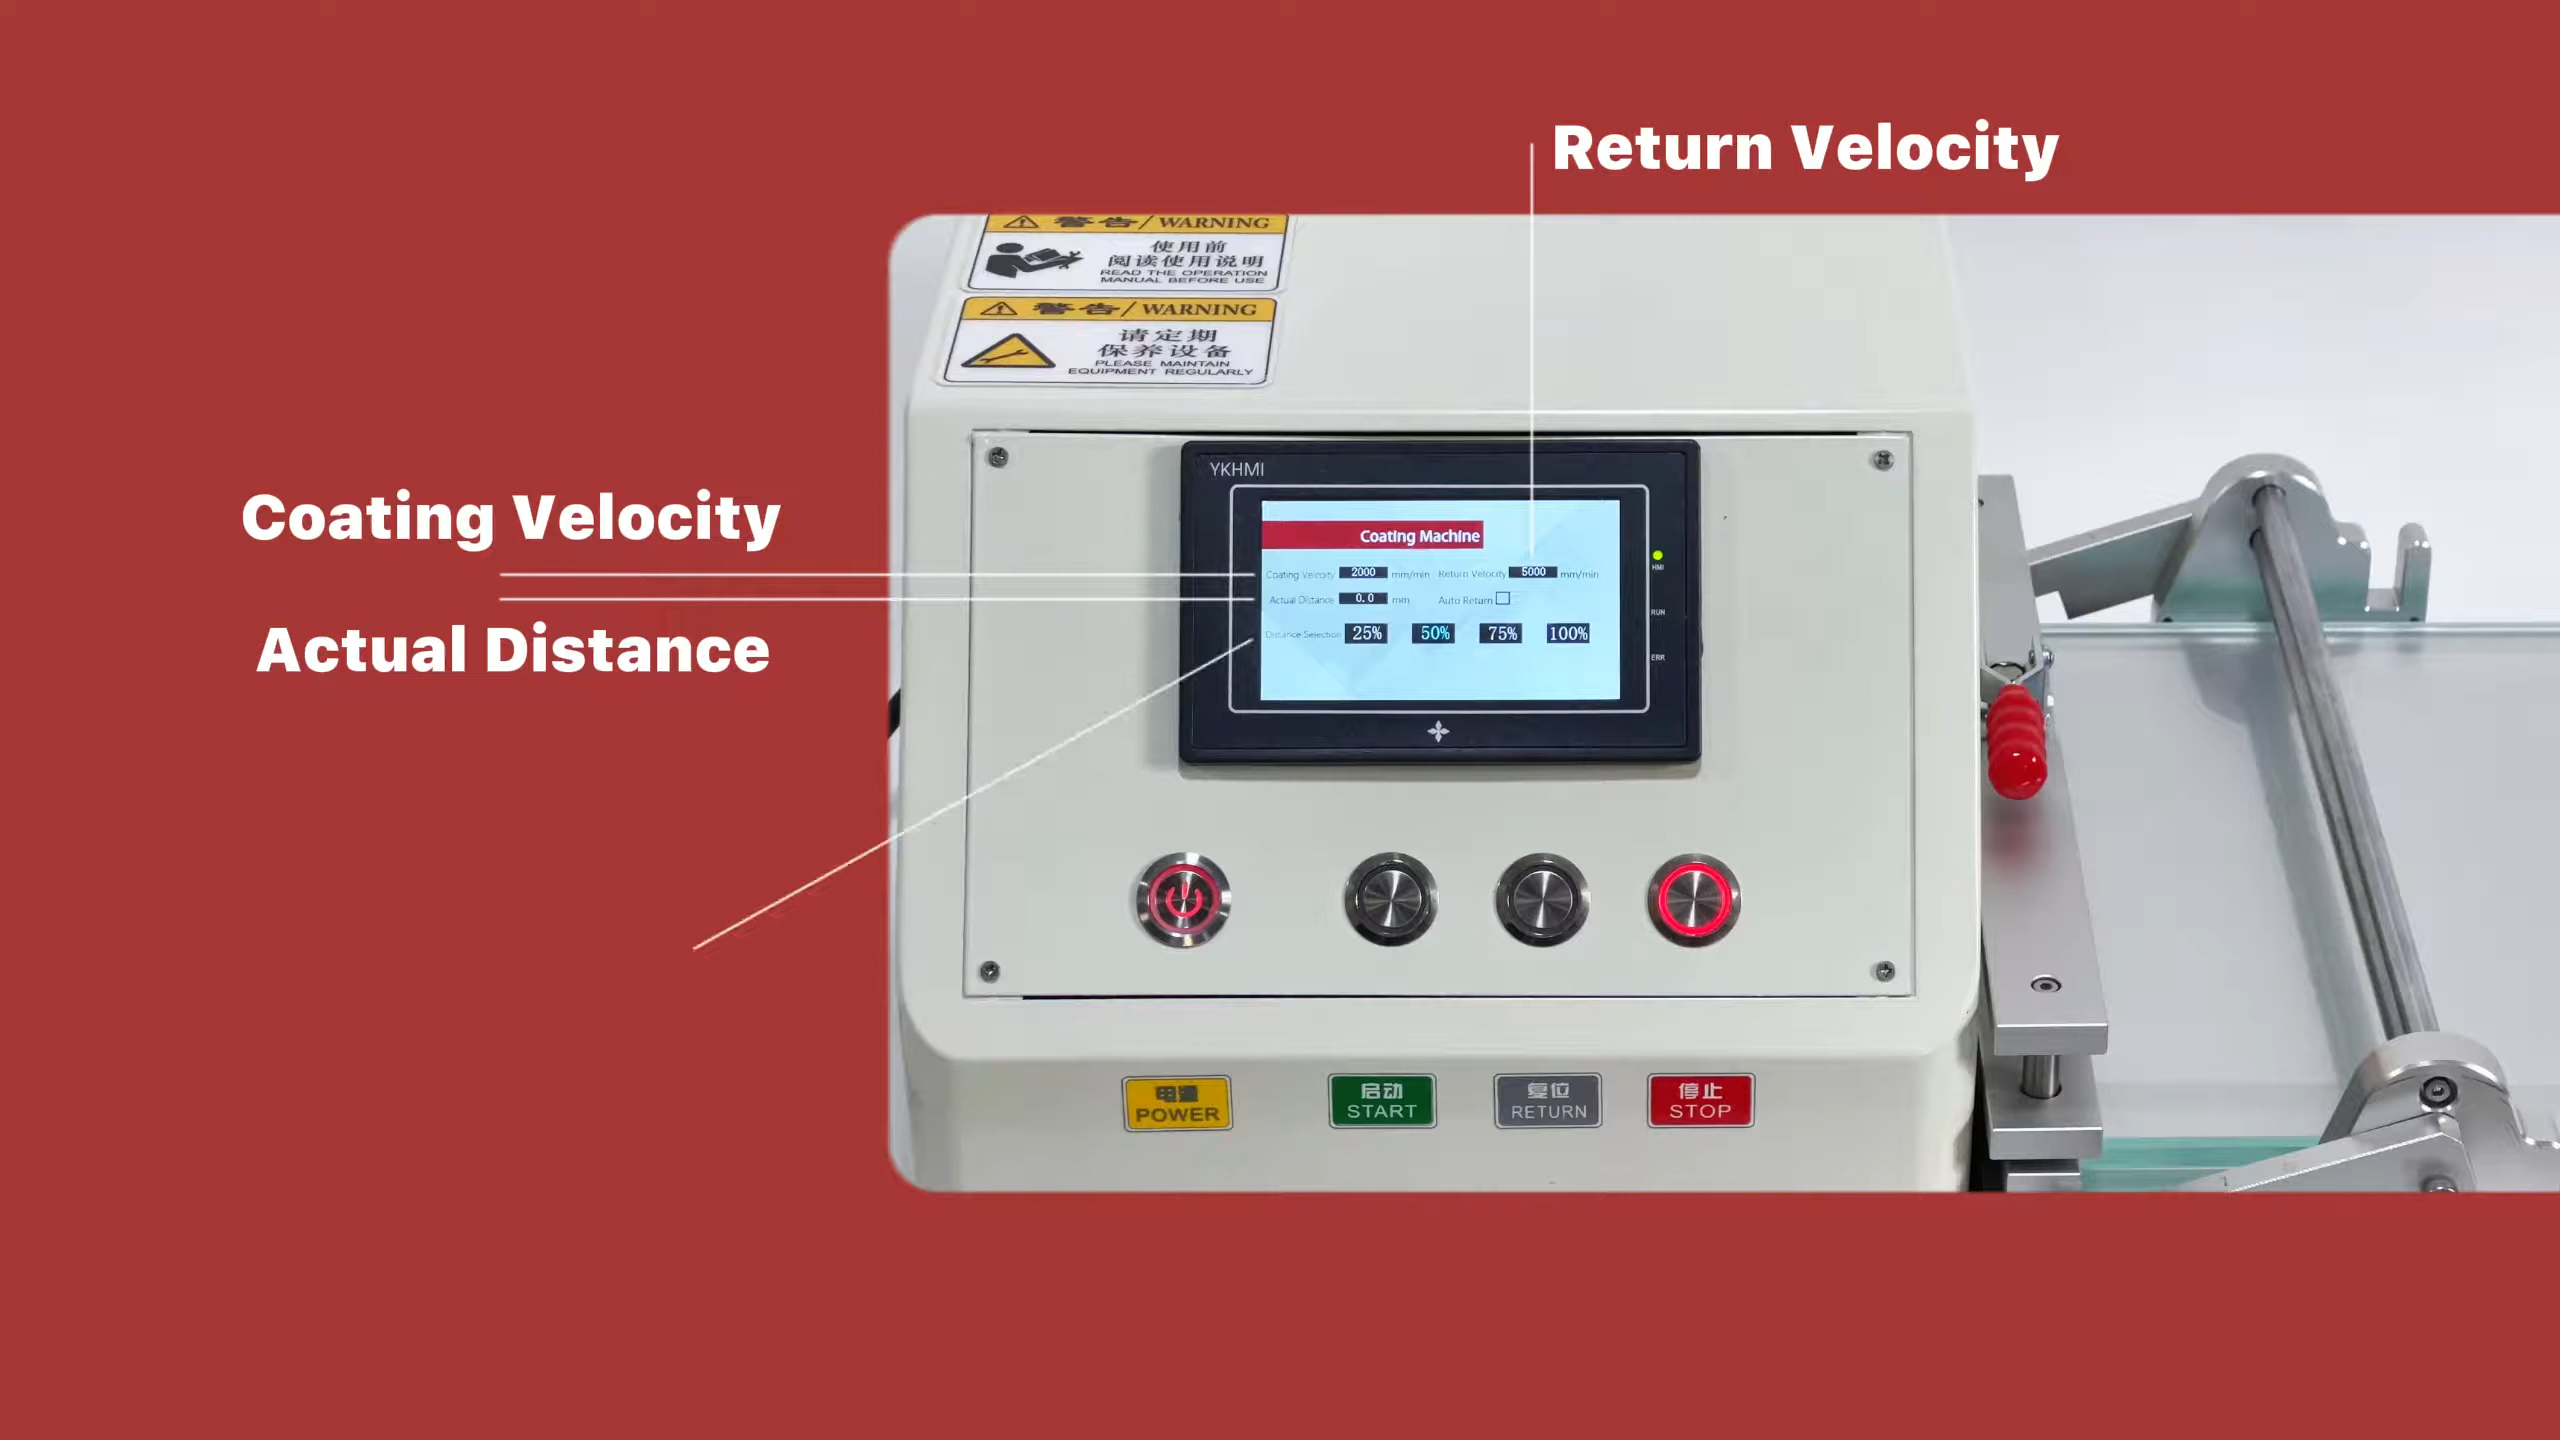 Return Velocity
警告/WARNING
使用前
阅读使用说明
READ THE OPERATION
MANUAL BEFORE USE
警告/WARNING
请定期
保养设备
PLEASE MAINTAIN
EQUIPMENT REGULARLY
Coating Velocity
Actual Distance
YKHMI
Coating Machine
Coating Velocity 2000 mm/min Return Velocity 5000 mm/min
Actual Distance 0.0 mm Auto Return
Distance Selection 25% 50% 75% 100%
HMI
RUN
ERR
电源
POWER
启动
START
复位
RETURN
停止
STOP